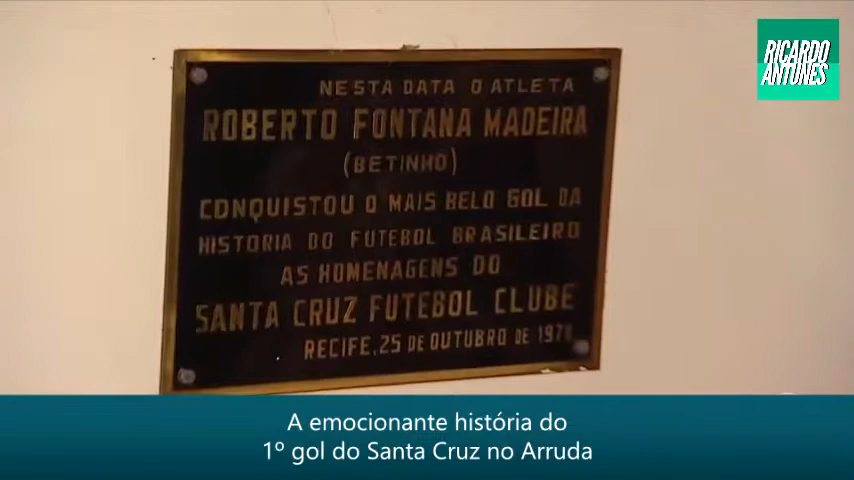 RICARDO
ANTUNES
NESTA DATA O ATLETA
ROBERTO FONTANA MADEIRA
(BETINHO)
CONQUISTOU O MAIS BELO GOL DA
HISTORIA DO FUTEBOL BRASILEIRO
AS HOMENAGENS DO
SANTA CRUZ FUTEBOL CLUBE
RECIFE, 25 DE OUTUBRO DE
A emocionante história do
1º gol do Santa Cruz no Arruda